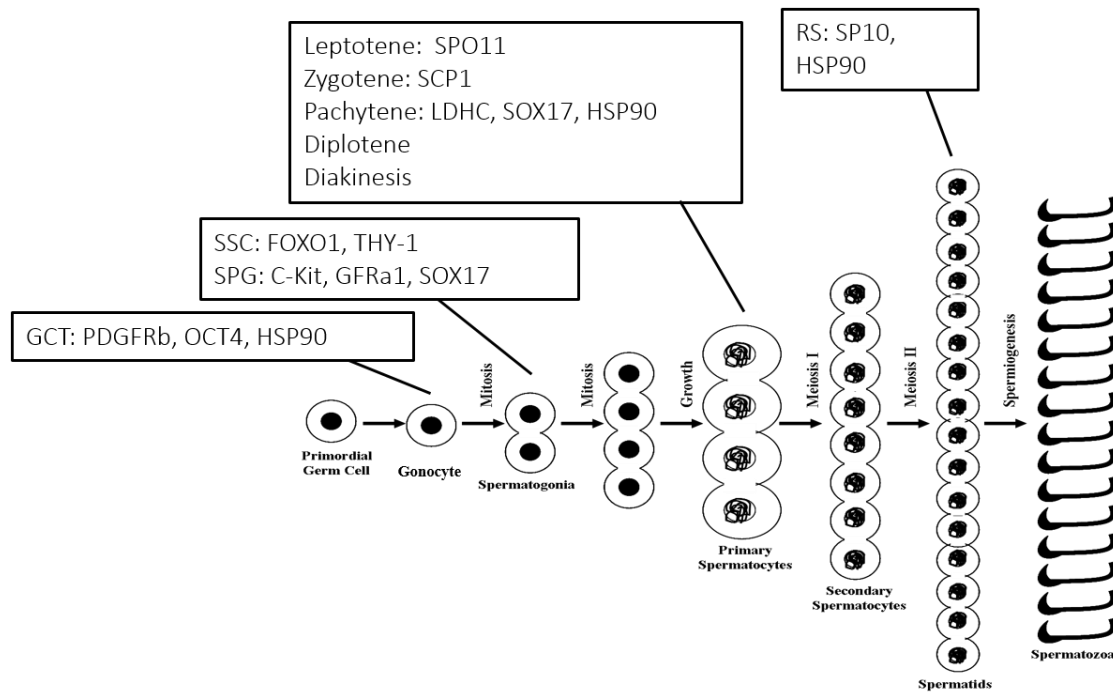 Leptotene: SPO11
Zygotene: SCP1
Pachytene: LDHC, SOX17, HSP90
Diplotene
Diakinesis
RS: SP10,
HSP90
SSC: FOXO1, THY-1
SPG: C-Kit, GFRa1, SOX17
GCT: PDGFRb, OCT4, HSP90
Mitosis
Mitosis
Growth
Meiosis I
Meiosis II
Spermiogenesis
Primordial
Germ Cell
Gonocyte
Spermatogonia
Primary
Spermatocytes
Secondary
Spermatocytes
Spermatids
Spermatozoa